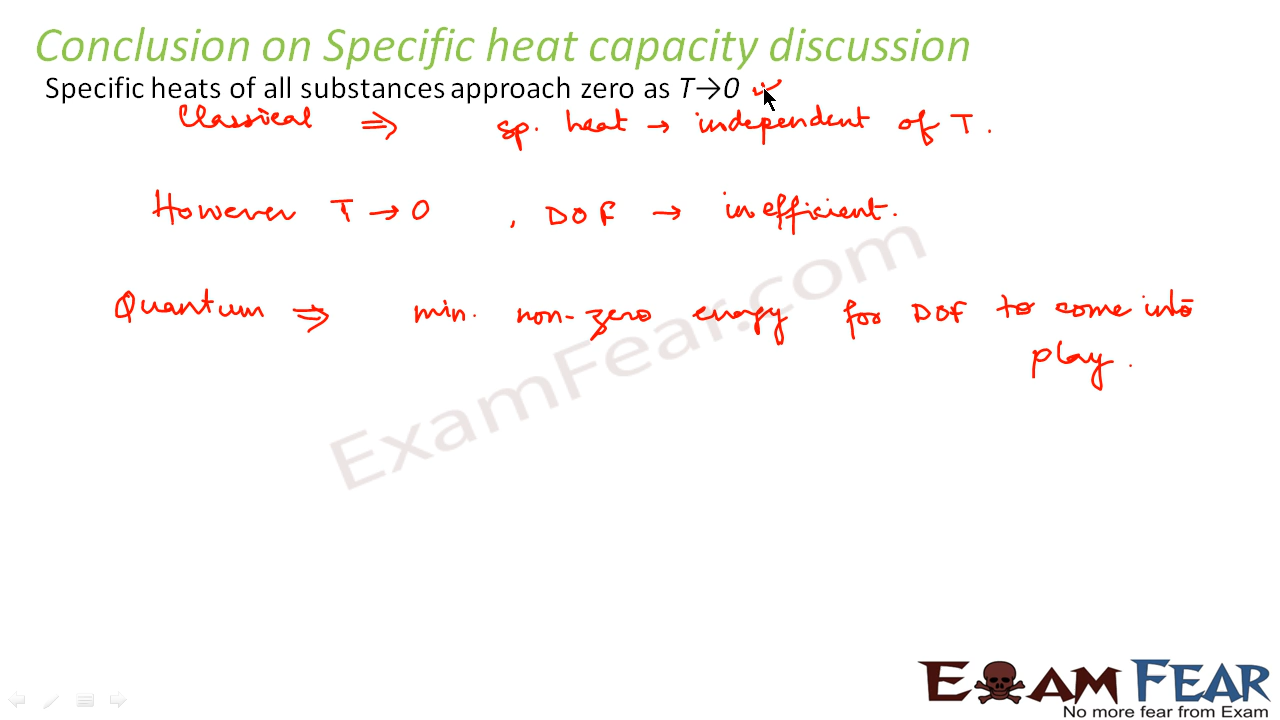 Conclusion on Specific heat capacity discussion
Specific heats of all substances approach zero as T→0 ✓
Classical ⇒ sp. heat → independent of T.
However T → 0 , DOF → inefficient.
Quantum ⇒ min. non-zero energy for DOF to come into
play.
ExamFear.com
EXAM FEAR
No more fear from Exam